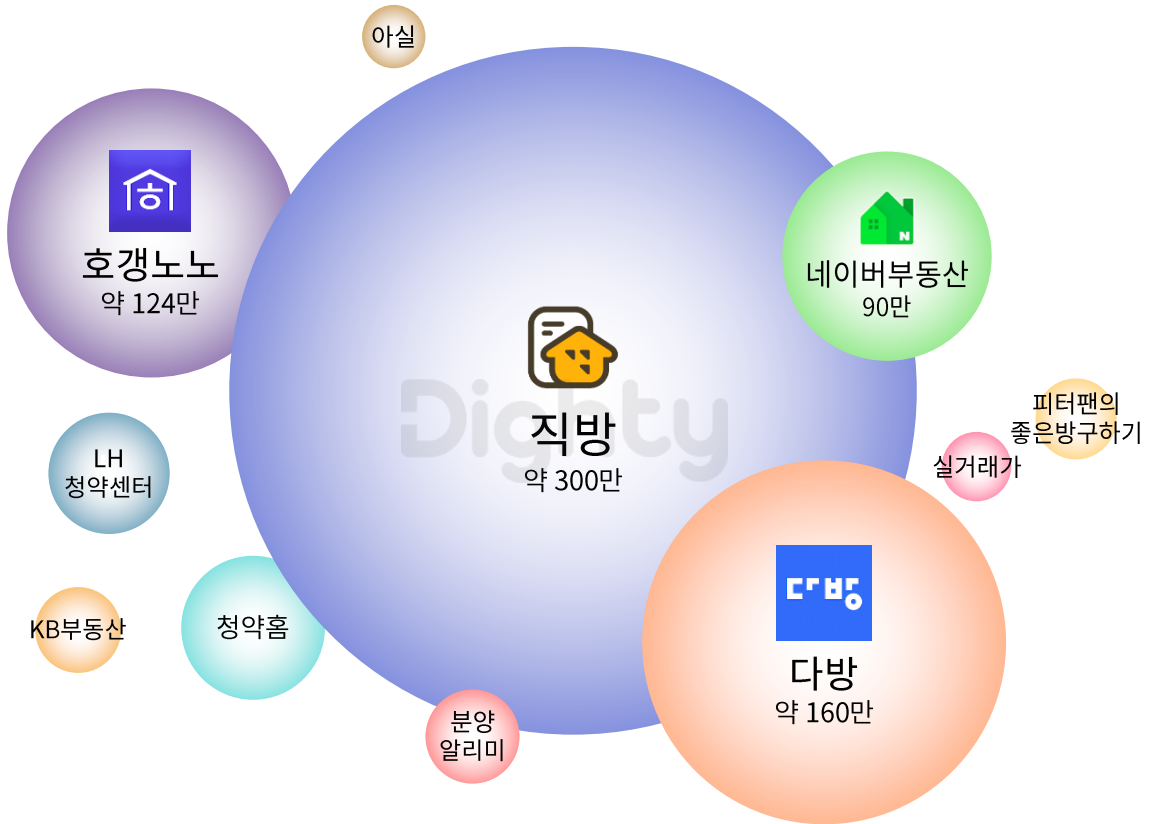 아실
호갱노노
약 124만
네이버부동산
90만
N
Dighty
직방
약 300만
피터팬의
좋은방구하기
실거래가
LH
청약센터
다방
다방
약 160만
청약홈
KB부동산
분양
알리미